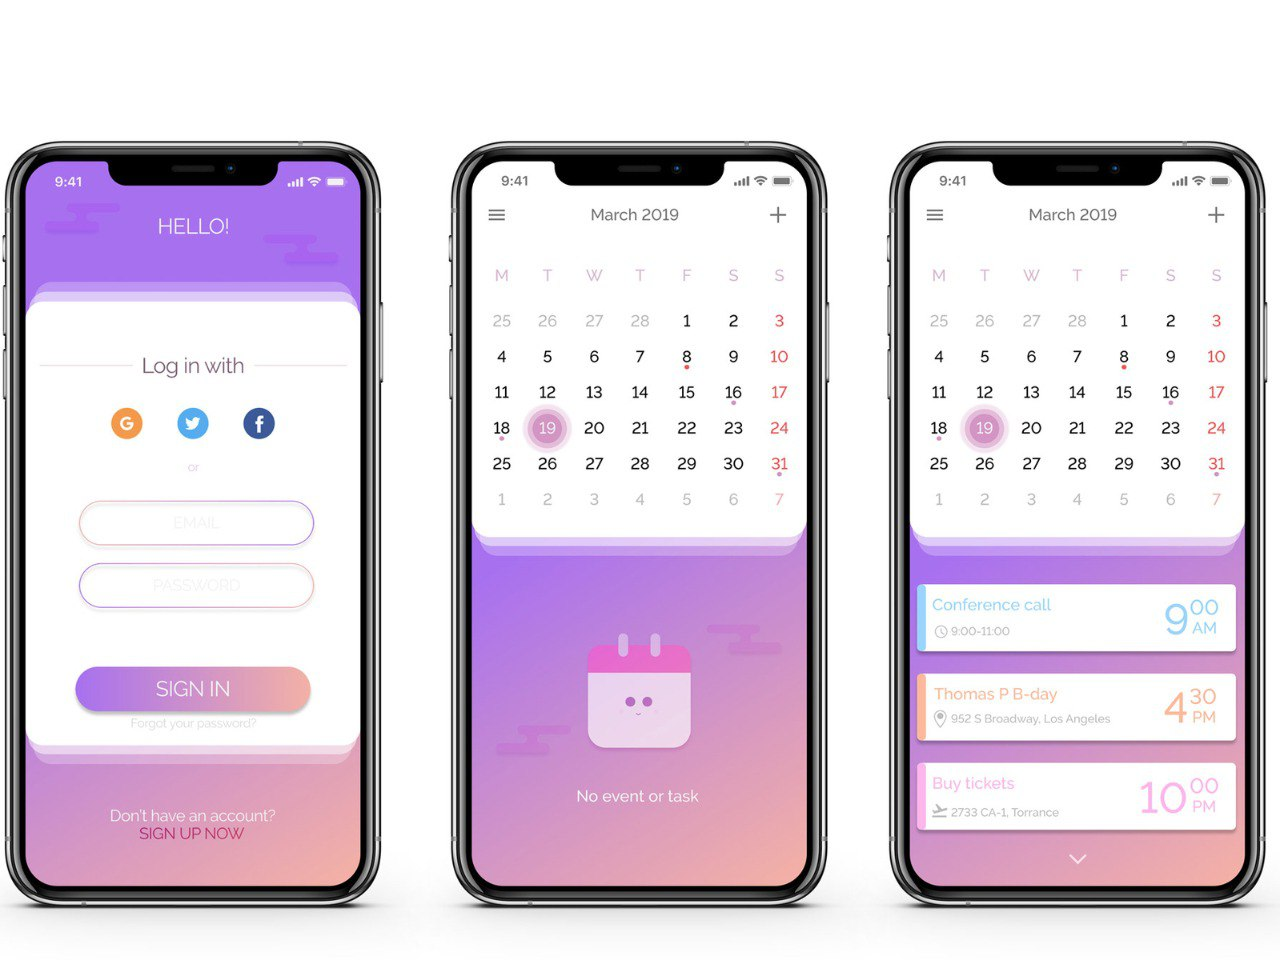 9:41
HELLO!
Log in with
G
f
or
EMAIL
PASSWORD
SIGN IN
Forgot your password?
Don't have an account?
SIGN UP NOW
9:41
March 2019
M T W T F S S
25 26 27 28 1 2 3
4 5 6 7 8 9 10
11 12 13 14 15 16 17
18 19 20 21 22 23 24
25 26 27 28 29 30 31
1 2 3 4 5 6 7
No event or task
9:41
March 2019
M T W T F S S
25 26 27 28 1 2 3
4 5 6 7 8 9 10
11 12 13 14 15 16 17
18 19 20 21 22 23 24
25 26 27 28 29 30 31
1 2 3 4 5 6 7
Conference call
9:00-11:00
9 00 AM
Thomas P B-day
952 S Broadway, Los Angeles
4 30 PM
Buy tickets
2733 CA-1, Torrance
10 00 PM